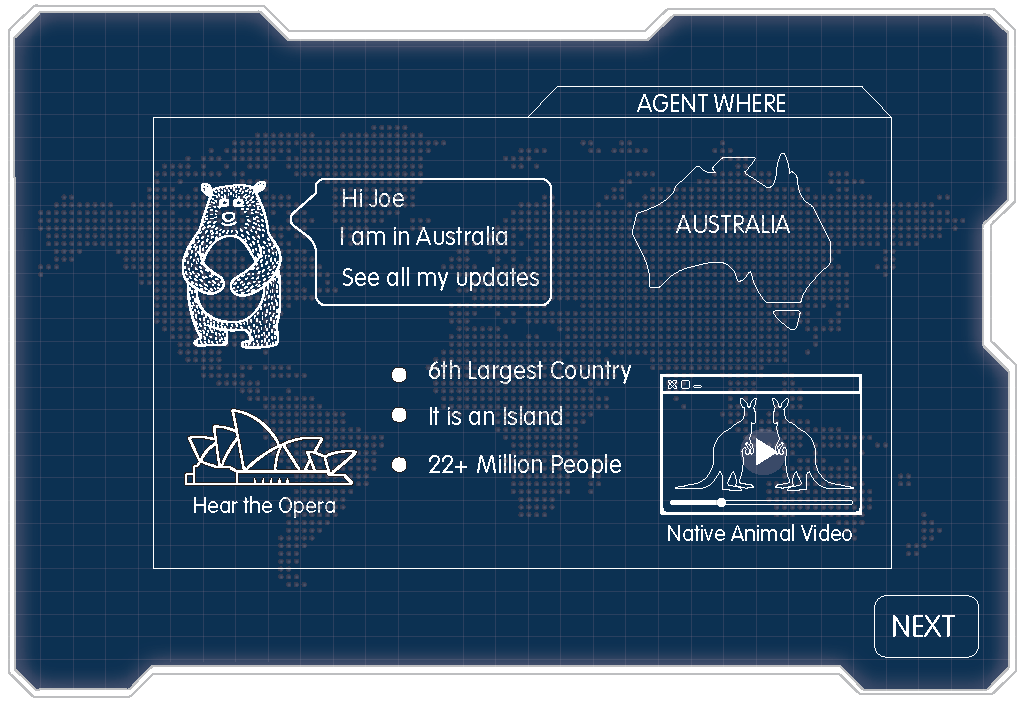 AGENT WHERE
Hi Joe
I am in Australia
See all my updates
AUSTRALIA
6th Largest Country
It is an Island
22+ Million People
Hear the Opera
Native Animal Video
NEXT